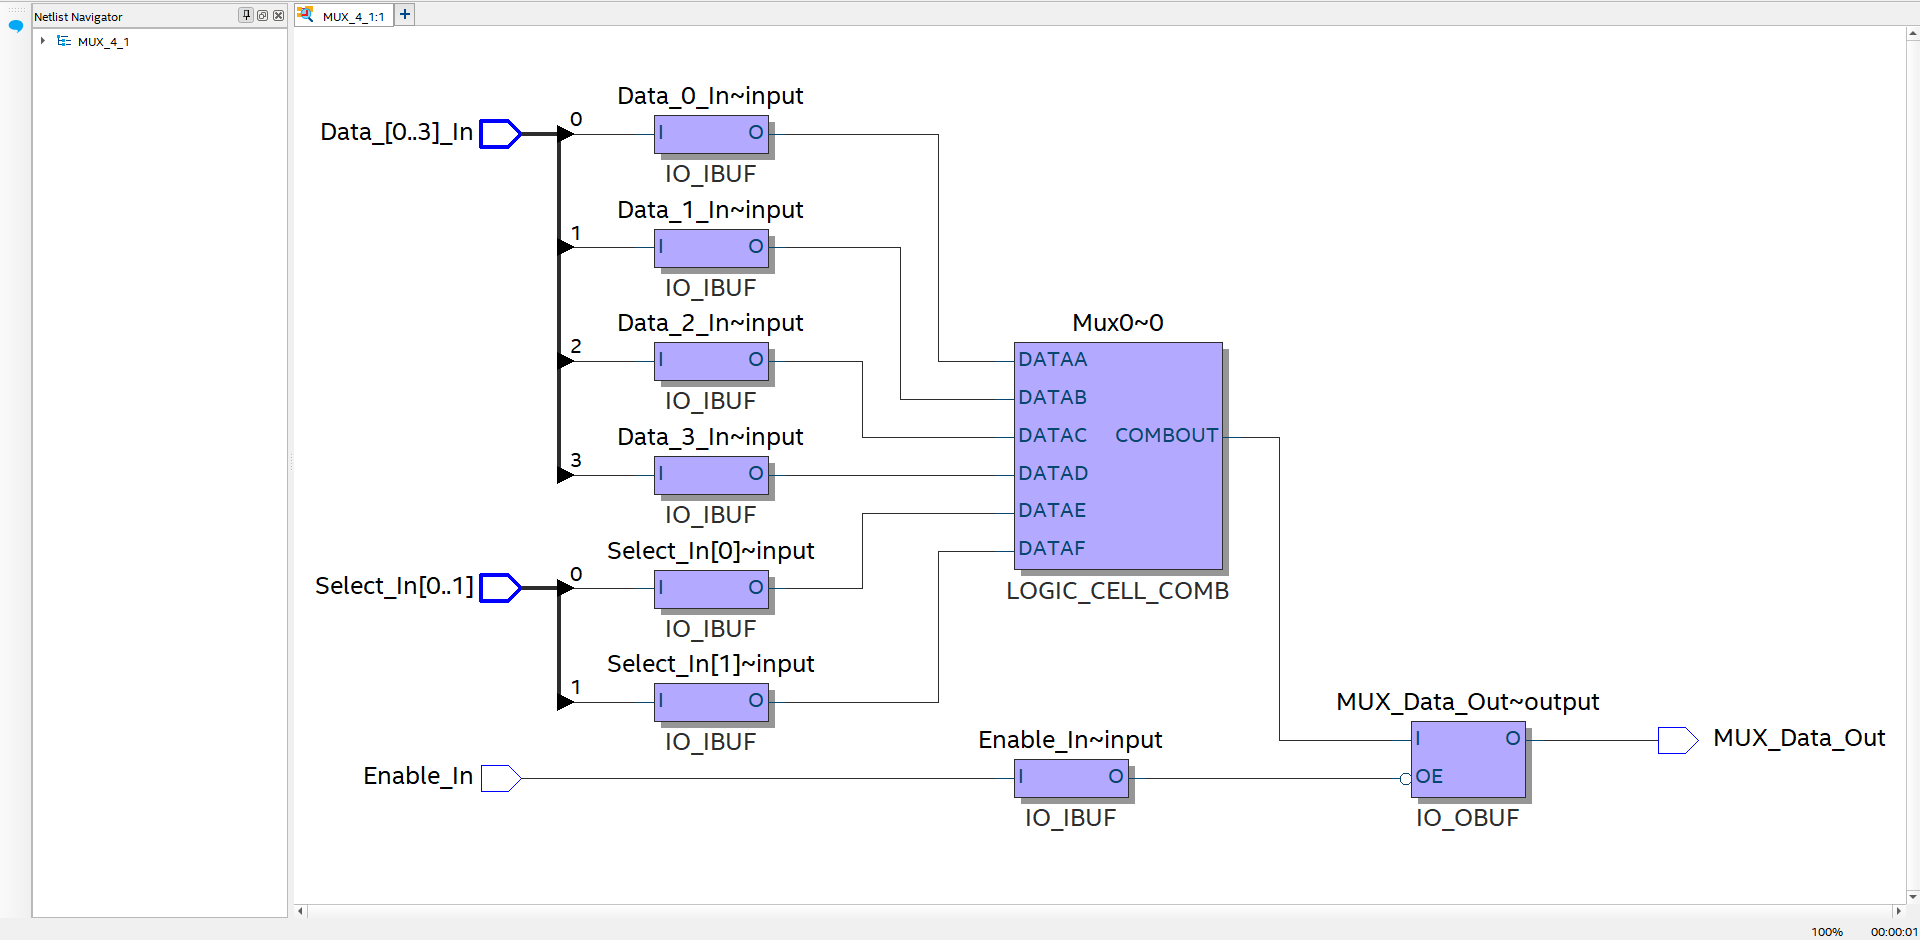 Netlist Navigator
MUX_4_1:1
MUX_4_1
Data_0_In~input
Data_[0..3]_In
0
I O
IO_IBUF
Data_1_In~input
1
I O
IO_IBUF
Data_2_In~input
2
I O
IO_IBUF
Data_3_In~input
3
I O
IO_IBUF
Mux0~0
DATAA
DATAB
DATAC COMBOUT
DATAD
DATAE
DATAF
LOGIC_CELL_COMB
Select_In[0]~input
Select_In[0..1]
0
I O
IO_IBUF
Select_In[1]~input
1
I O
IO_IBUF
Enable_In~input
Enable_In
I O
IO_IBUF
MUX_Data_Out~output
I O
OE
IO_OBUF
MUX_Data_Out
100% 00:00:01